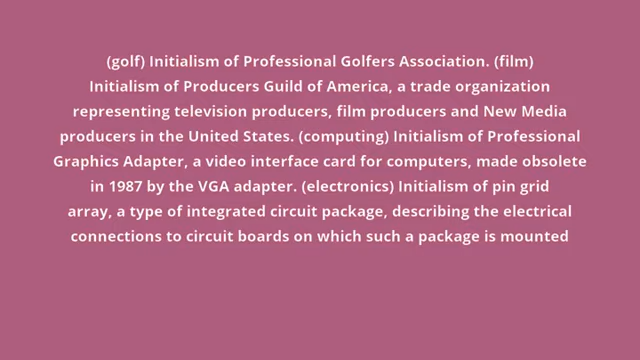 (golf) Initialism of Professional Golfers Association. (film)
Initialism of Producers Guild of America, a trade organization
representing television producers, film producers and New Media
producers in the United States. (computing) Initialism of Professional
Graphics Adapter, a video interface card for computers, made obsolete
in 1987 by the VGA adapter. (electronics) Initialism of pin grid
array, a type of integrated circuit package, describing the electrical
connections to circuit boards on which such a package is mounted